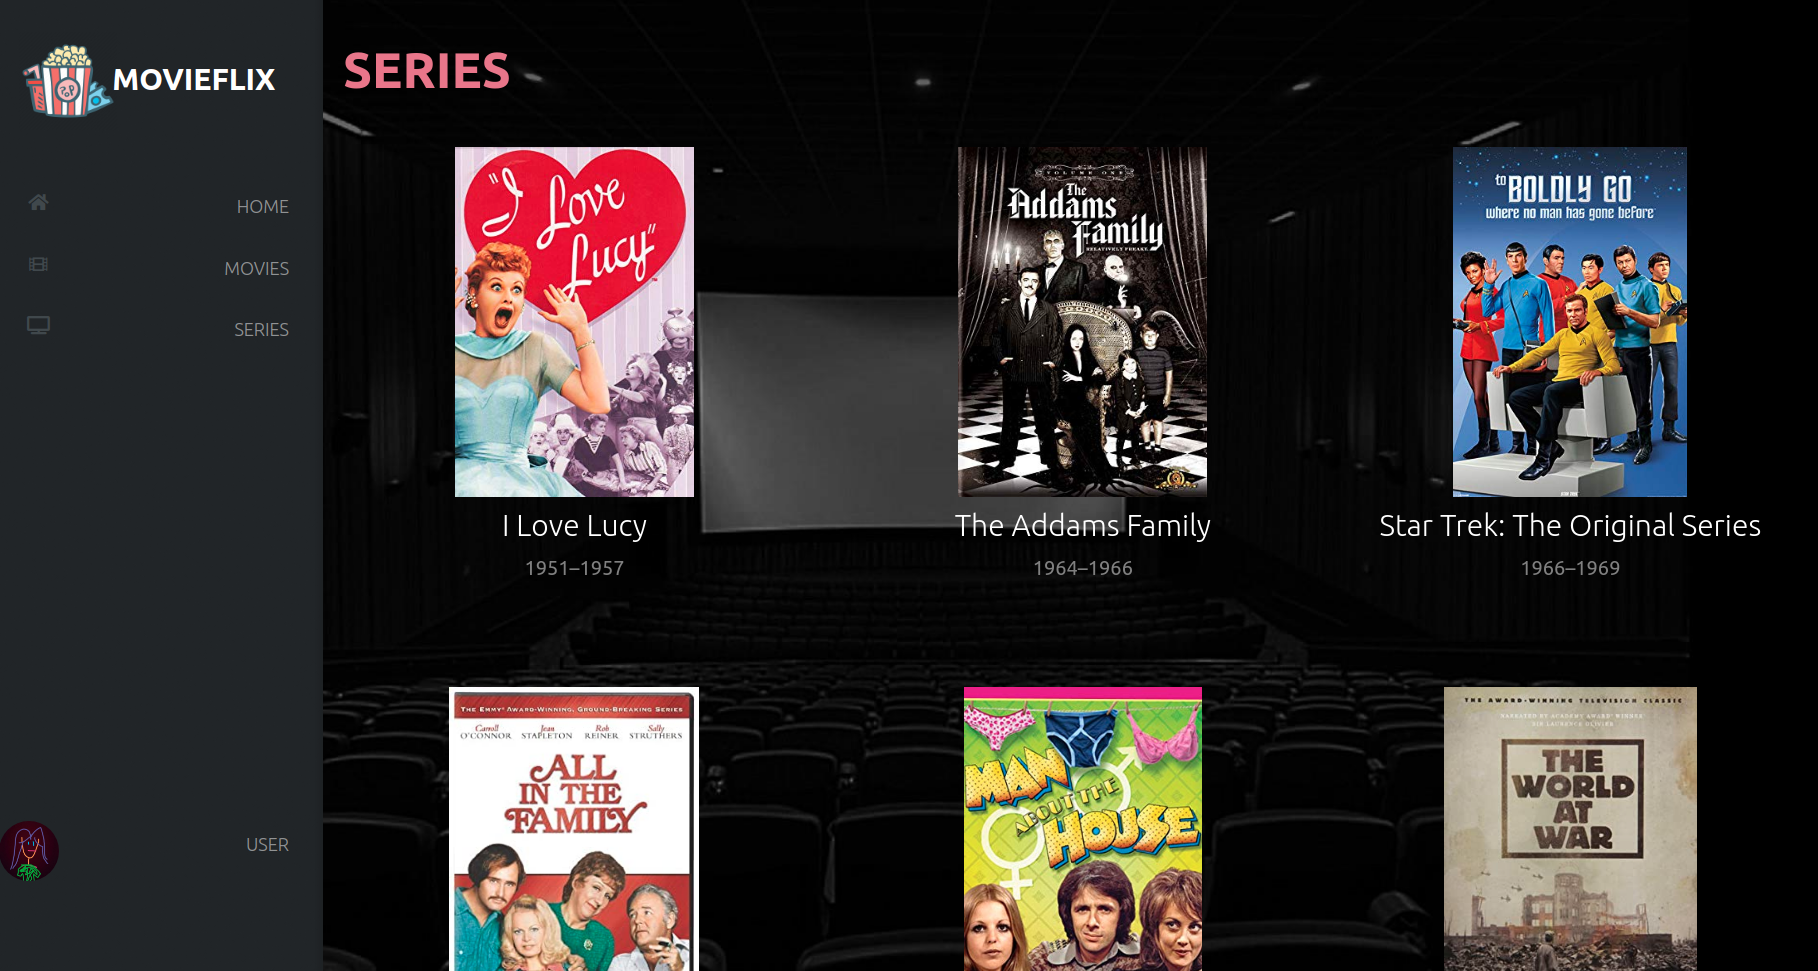 MOVIEFLIX
HOME
MOVIES
SERIES
USER
SERIES
"I Love Lucy"
I Love Lucy
1951–1957
VOLUME ONE
The
Addams
Family
The Addams Family
1964–1966
to BOLDLY GO
where no man has gone before
Star Trek: The Original Series
1966–1969
THE EMMY® AWARD-WINNING, GROUND-BREAKING SERIES
Carroll O'CONNOR
Jean STAPLETON
Rob REINER
Sally STRUTHERS
ALL
IN THE
FAMILY
MAN
ABOUT THE
HOUSE
THE AWARD-WINNING TELEVISION CLASSIC
NARRATED BY ACADEMY AWARD® WINNER
SIR LAURENCE OLIVIER
THE
WORLD
AT
WAR